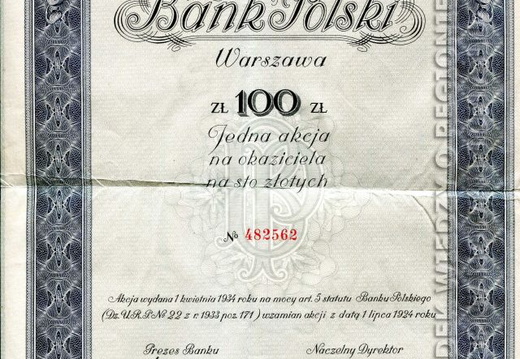 Bank Polski
Warszawa
ZŁ 100 ZŁ
Jedna akcja
na okaziciela
na sto złotych
№ 482562
Akcja wydana 1 kwietnia 1934 roku na mocy art. 5 statutu Banku Polskiego
(Dz. U.R.P. № 22 z r. 1933 poz. 171) wzamian akcji z datą 1 lipca 1924 roku
Prezes Banku Naczelny Dyrektor
WIEDZY O REGIONIE